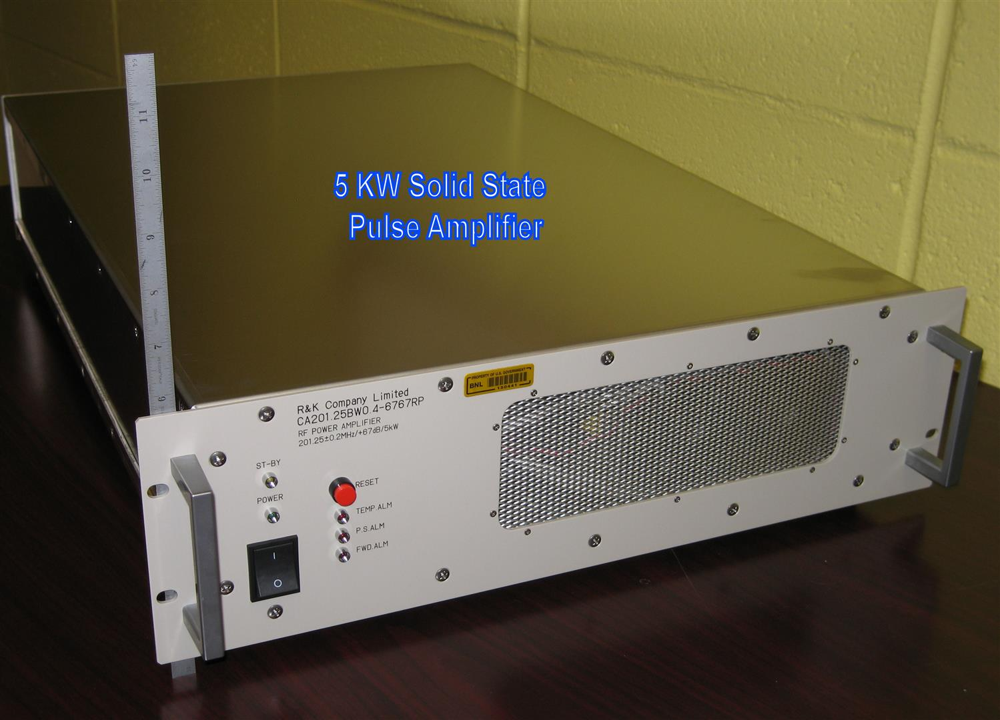 11
10
9
8
7
6
5 KW Solid State
Pulse Amplifier
R&K Company Limited
CA201.25BW0.4-6767RP
RF POWER AMPLIFIER
201.25±0.2MHz/+67dB/5kW
PROPERTY OF U.S. GOVERNMENT
BNL
150441
ST-BY
POWER
RESET
TEMP.ALM
P.S.ALM
FWD.ALM
I
O